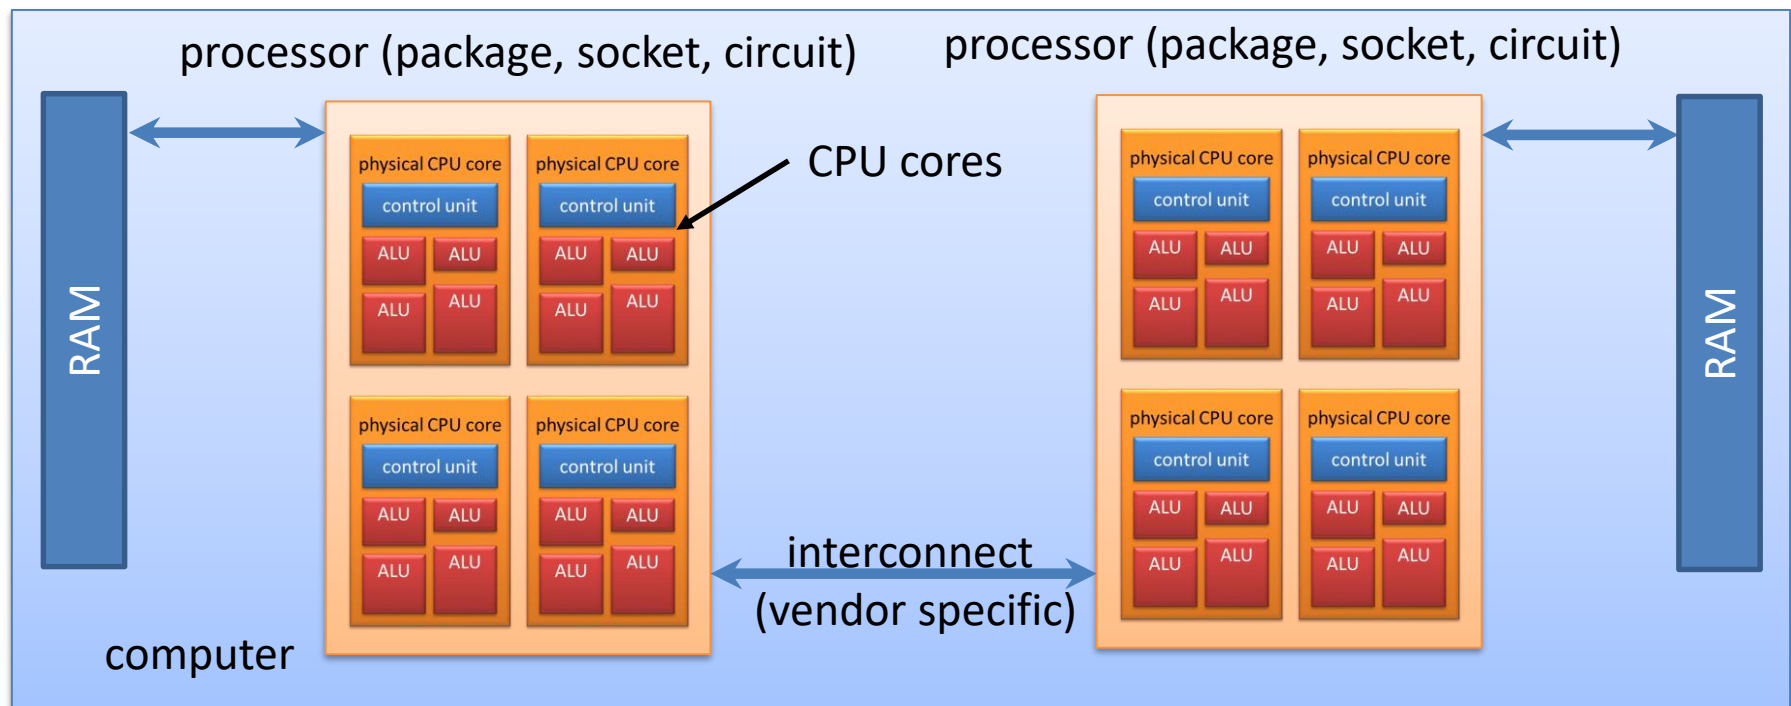 processor (package, socket, circuit)
processor (package, socket, circuit)
RAM
physical CPU core
control unit
ALU ALU
ALU ALU
physical CPU core
control unit
ALU ALU
ALU ALU
CPU cores
physical CPU core
control unit
ALU ALU
ALU ALU
physical CPU core
control unit
ALU ALU
ALU ALU
interconnect
(vendor specific)
physical CPU core
control unit
ALU ALU
ALU ALU
physical CPU core
control unit
ALU ALU
ALU ALU
physical CPU core
control unit
ALU ALU
ALU ALU
physical CPU core
control unit
ALU ALU
ALU ALU
RAM
computer